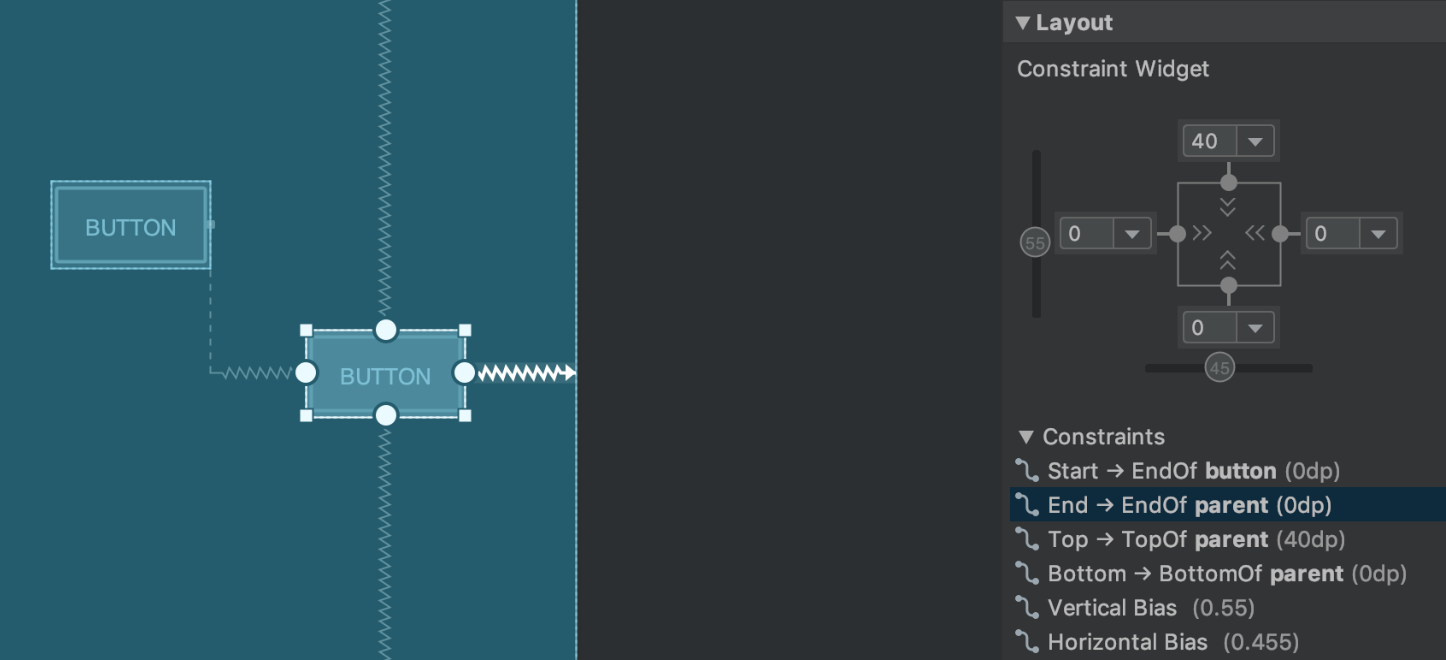 Layout
Constraint Widget
40
55
0
0
0
45
BUTTON
BUTTON
Constraints
Start → EndOf button (0dp)
End → EndOf parent (0dp)
Top → TopOf parent (40dp)
Bottom → BottomOf parent (0dp)
Vertical Bias (0.55)
Horizontal Bias (0.455)